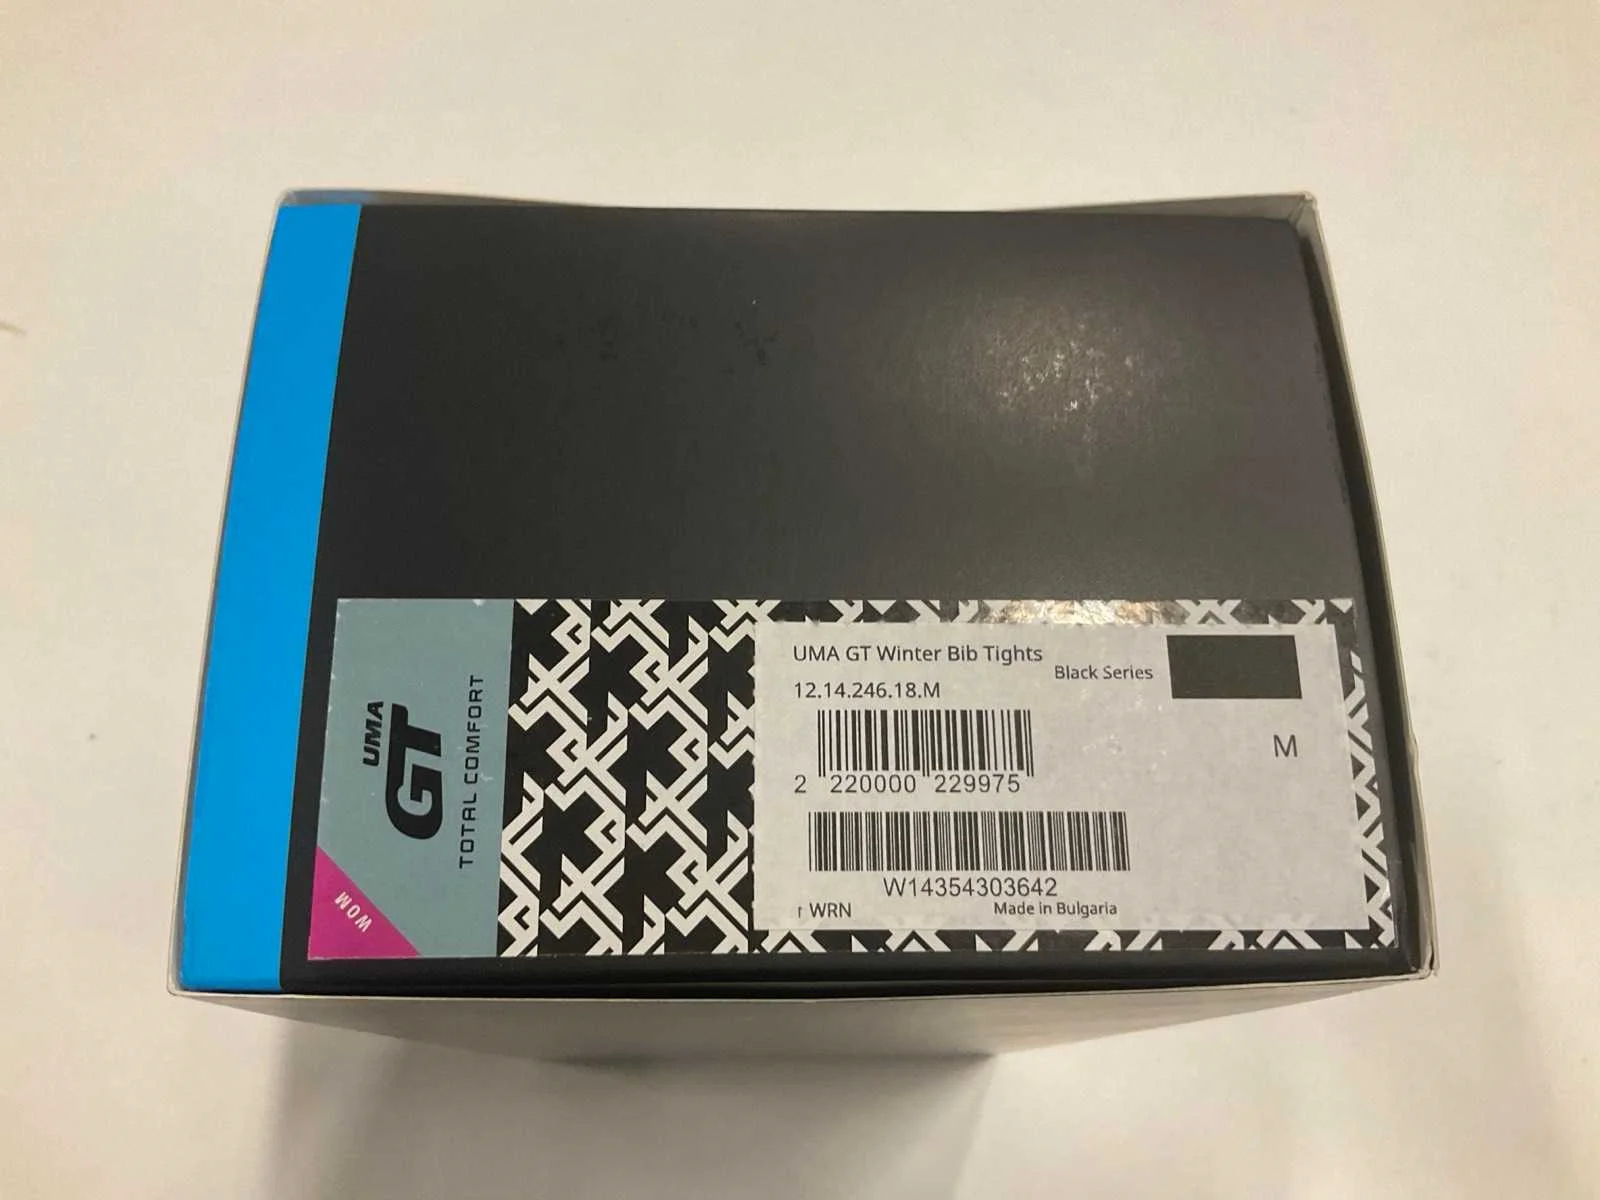 UMA
GT
TOTAL COMFORT
WOM
UMA GT Winter Bib Tights
Black Series
12.14.246.18.M
M
2 220000 229975
W14354303642
WRN
Made in Bulgaria